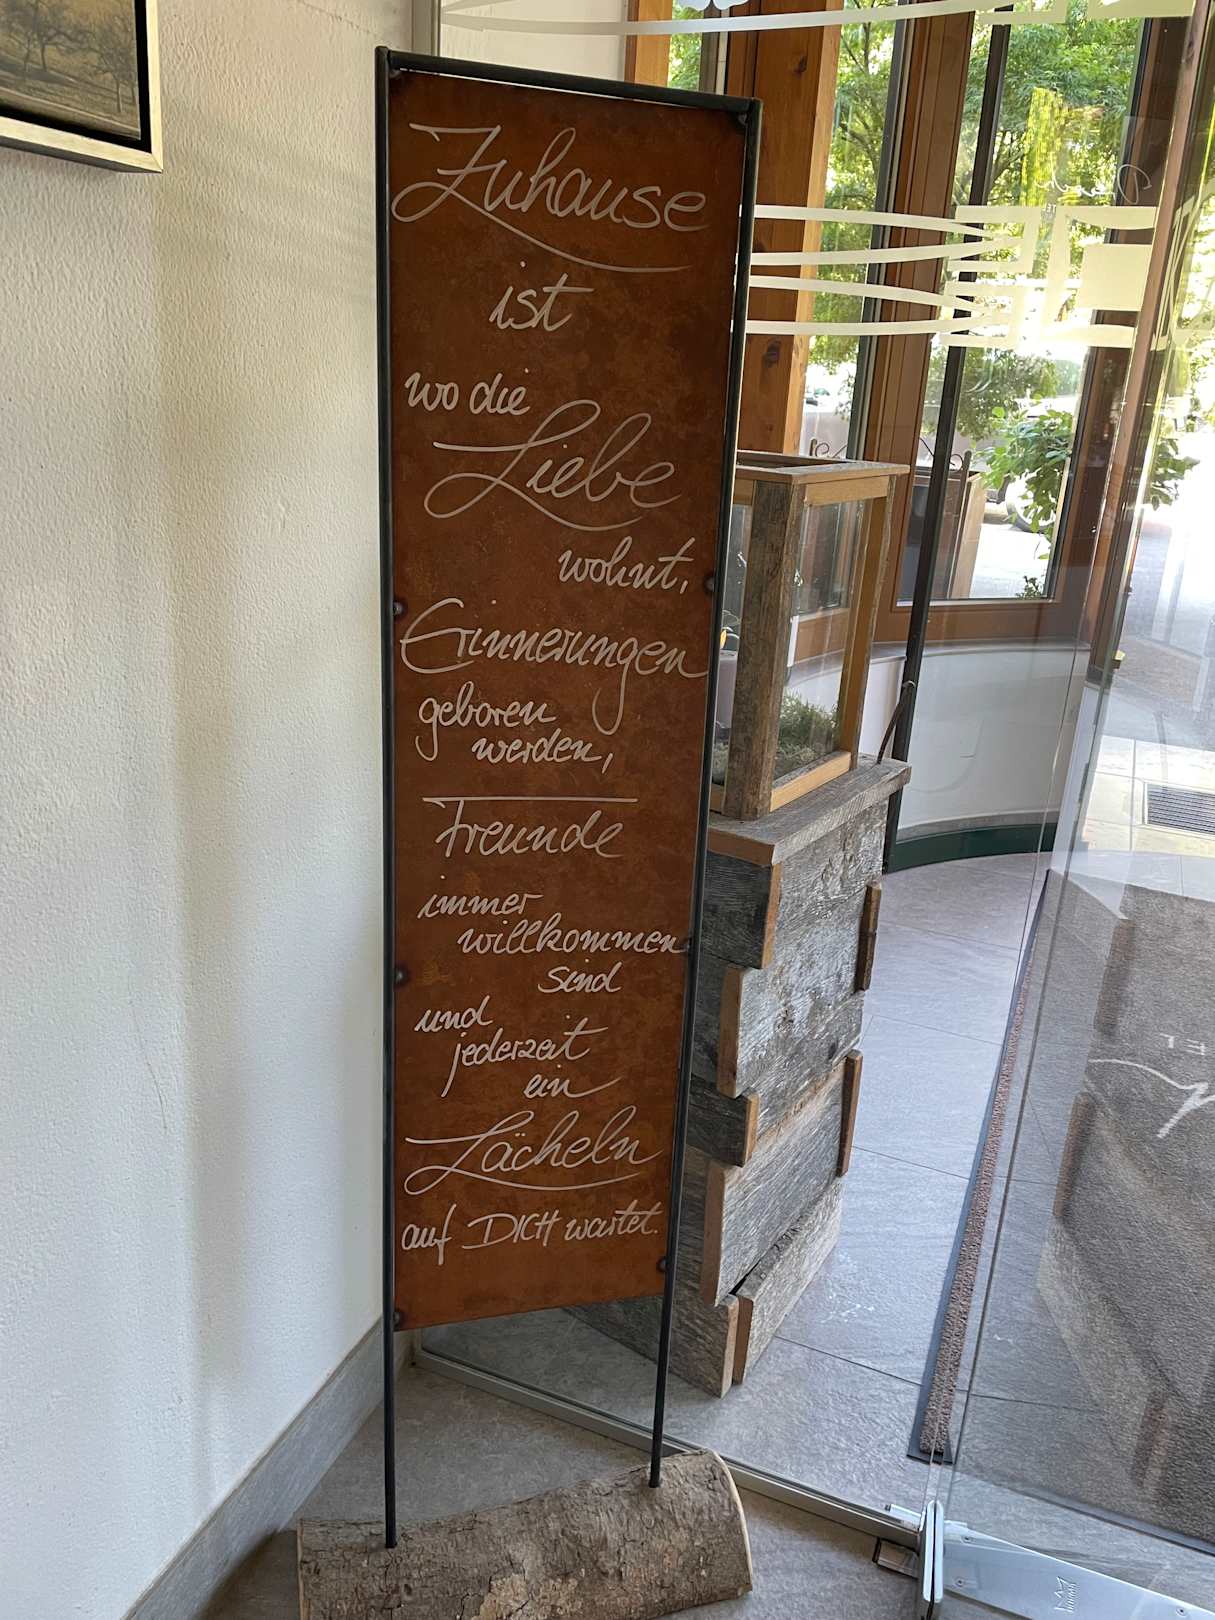 Zuhause
ist
wo die
Liebe
wohnt,
Erinnerungen
geboren
werden,
Freunde
immer
willkommen
sind
und
jederzeit
ein
Lächeln
auf DICH wartet.